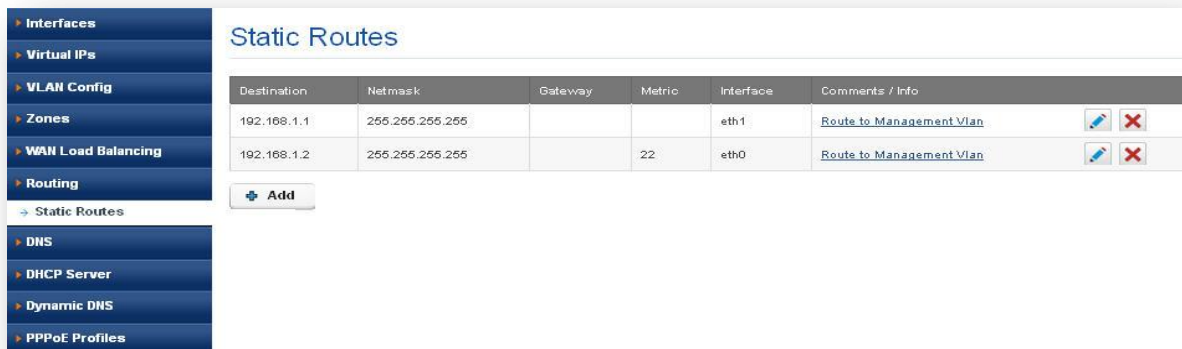 Interfaces
Virtual IPs
VLAN Config
Zones
WAN Load Balancing
Routing
Static Routes
DNS
DHCP Server
Dynamic DNS
PPPoE Profiles
Static Routes
Destination Netmask Gateway Metric Interface Comments / Info
192.168.1.1 255.255.255.255 eth1 Route to Management Vlan
192.168.1.2 255.255.255.255 22 eth0 Route to Management Vlan
Add